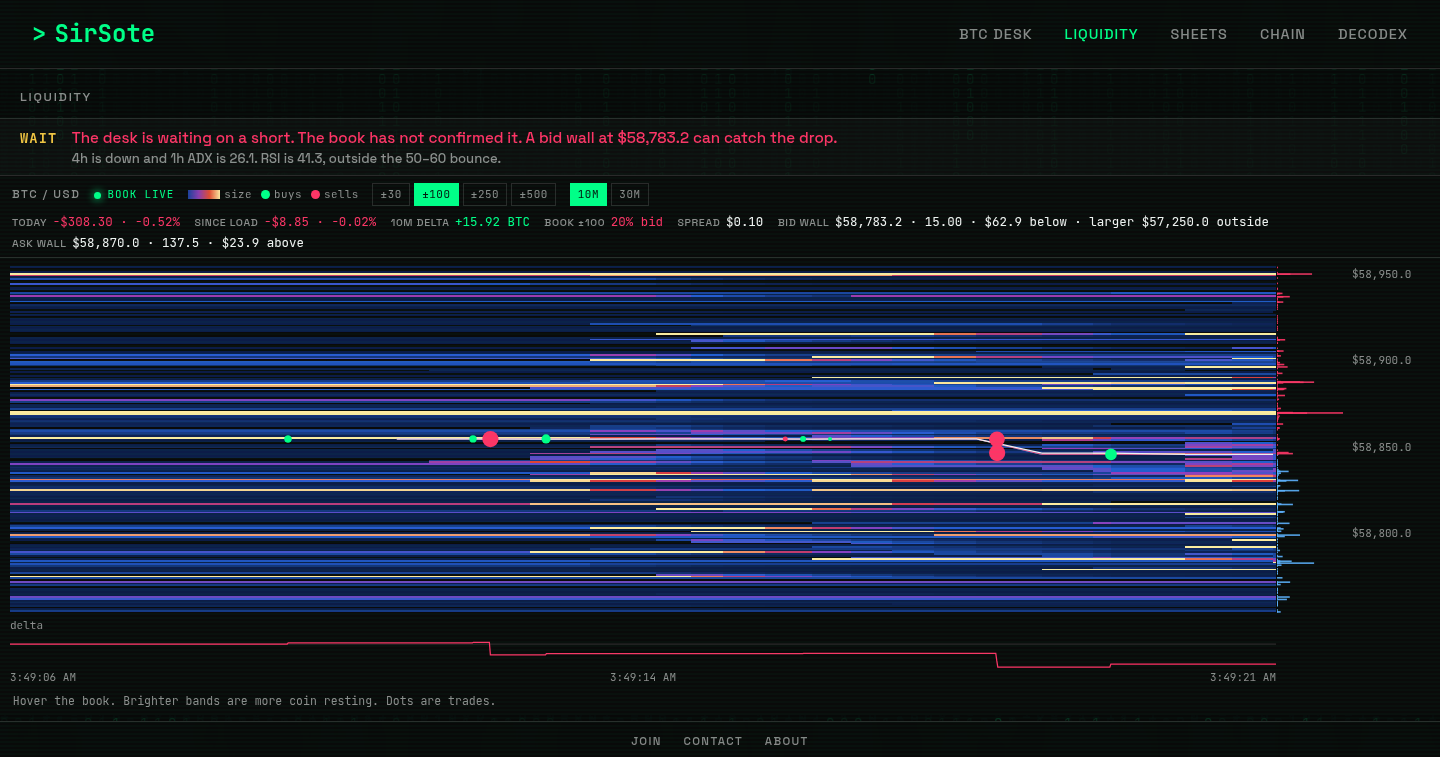 > SirSote
BTC DESK LIQUIDITY SHEETS CHAIN DECODEX
LIQUIDITY
WAIT The desk is waiting on a short. The book has not confirmed it. A bid wall at $58,783.2 can catch the drop.
4h is down and 1h ADX is 26.1. RSI is 41.3, outside the 50–60 bounce.
BTC / USD BOOK LIVE size buys sells ±30 ±100 ±250 ±500 10M 30M
TODAY -$308.30 · -0.52% SINCE LOAD -$8.85 · -0.02% 10M DELTA +15.92 BTC BOOK ±100 20% bid SPREAD $0.10 BID WALL $58,783.2 · 15.00 · $62.9 below · larger $57,250.0 outside
ASK WALL $58,870.0 · 137.5 · $23.9 above
$58,950.0
$58,900.0
$58,850.0
$58,800.0
delta
3:49:06 AM 3:49:14 AM 3:49:21 AM
Hover the book. Brighter bands are more coin resting. Dots are trades.
JOIN CONTACT ABOUT